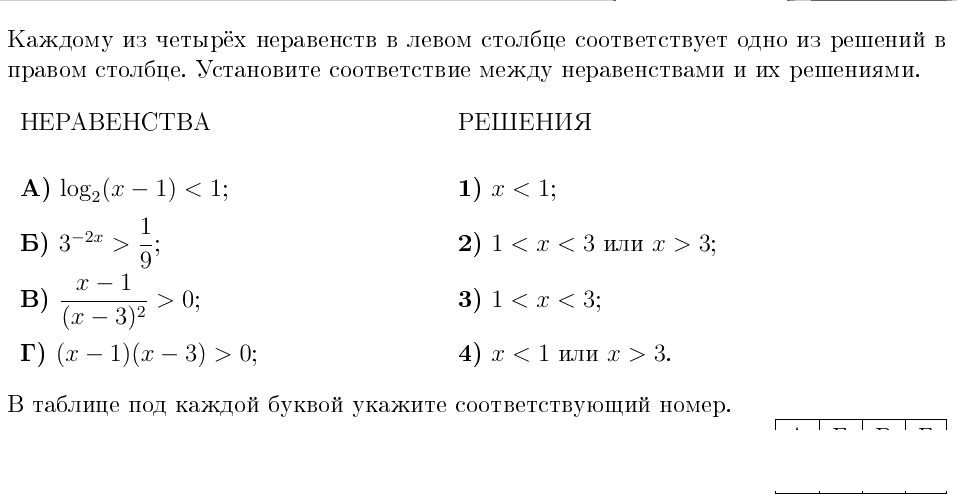 Каждому из четырёх неравенств в левом столбце соответствует одно из решений в
правом столбце. Установите соответствие между неравенствами и их решениями.
НЕРАВЕНСТВА РЕШЕНИЯ
А) log₂(x − 1) < 1; 1) x < 1;
Б) 3⁻²ˣ > 1/9; 2) 1 < x < 3 или x > 3;
В) (x − 1)/(x − 3)² > 0; 3) 1 < x < 3;
Г) (x − 1)(x − 3) > 0; 4) x < 1 или x > 3.
В таблице под каждой буквой укажите соответствующий номер.